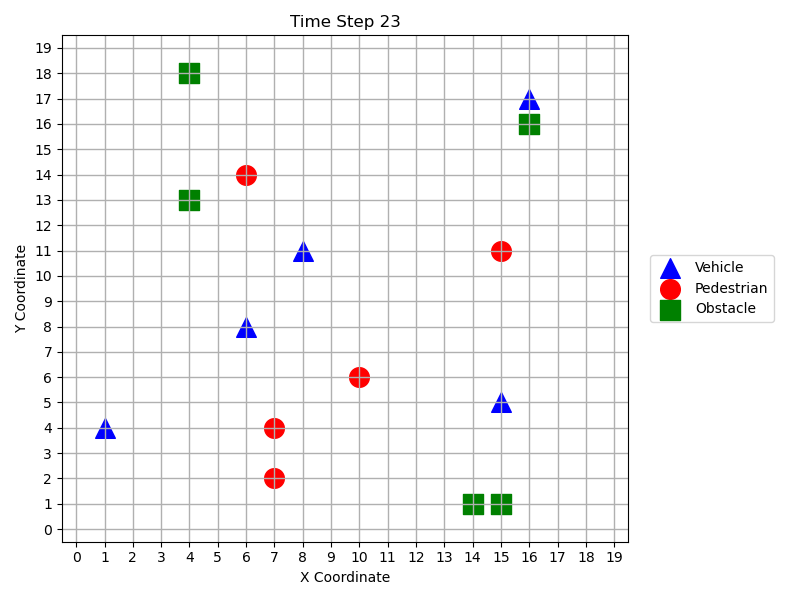 Time Step 23
19
18
17
16
15
14
13
12
11
10
9
8
7
6
5
4
3
2
1
0
Y Coordinate
0 1 2 3 4 5 6 7 8 9 10 11 12 13 14 15 16 17 18 19
X Coordinate
Vehicle
Pedestrian
Obstacle